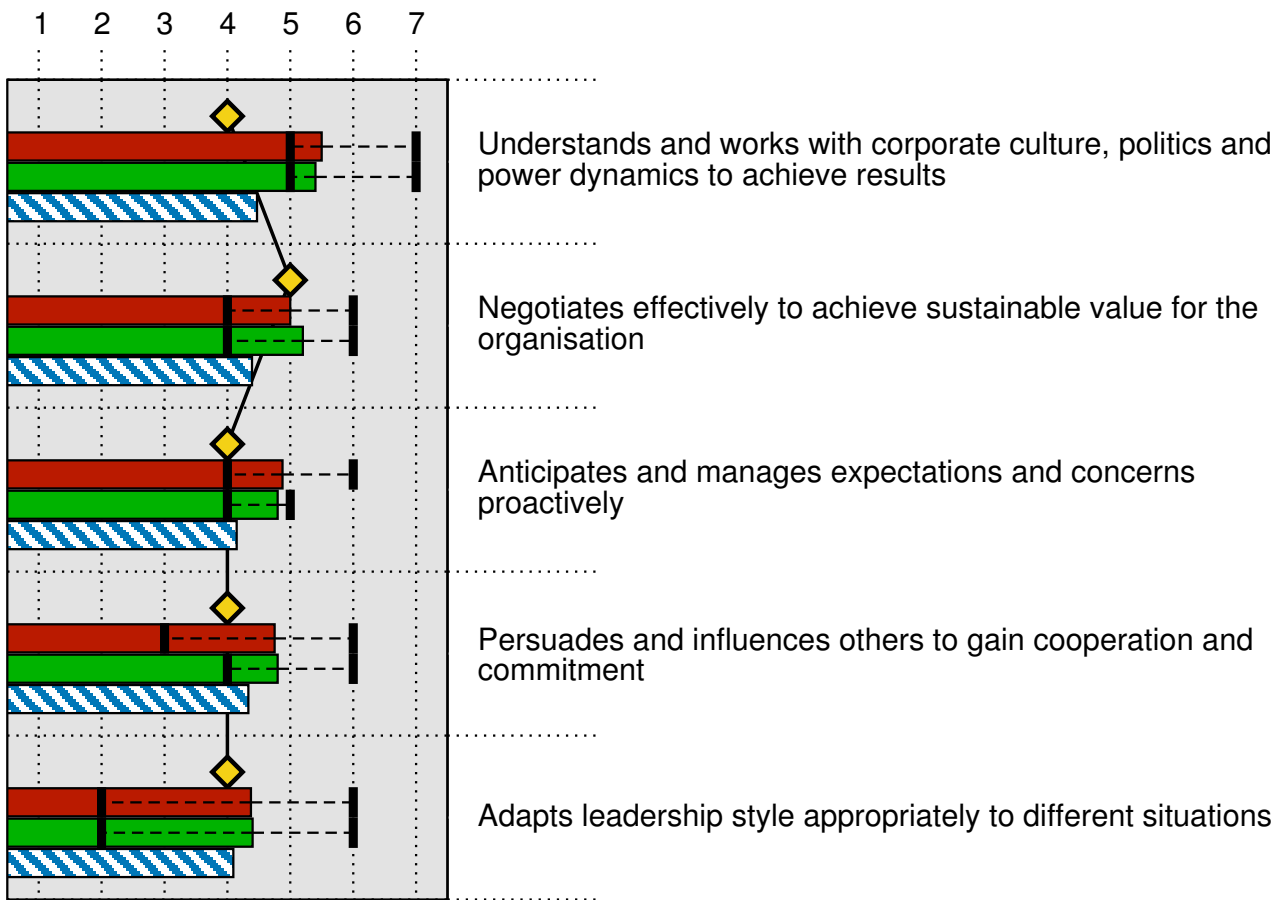 1 2 3 4 5 6 7
Understands and works with corporate culture, politics and
power dynamics to achieve results
Negotiates effectively to achieve sustainable value for the
organisation
Anticipates and manages expectations and concerns
proactively
Persuades and influences others to gain cooperation and
commitment
Adapts leadership style appropriately to different situations